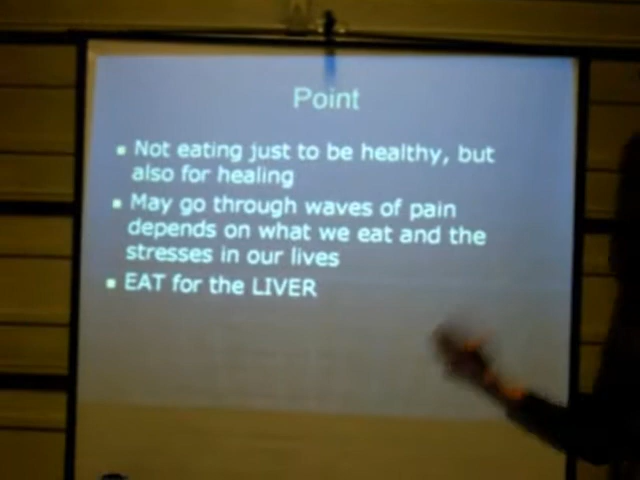 Point
Not eating just to be healthy, but
also for healing
May go through waves of pain
depends on what we eat and the
stresses in our lives
EAT for the LIVER